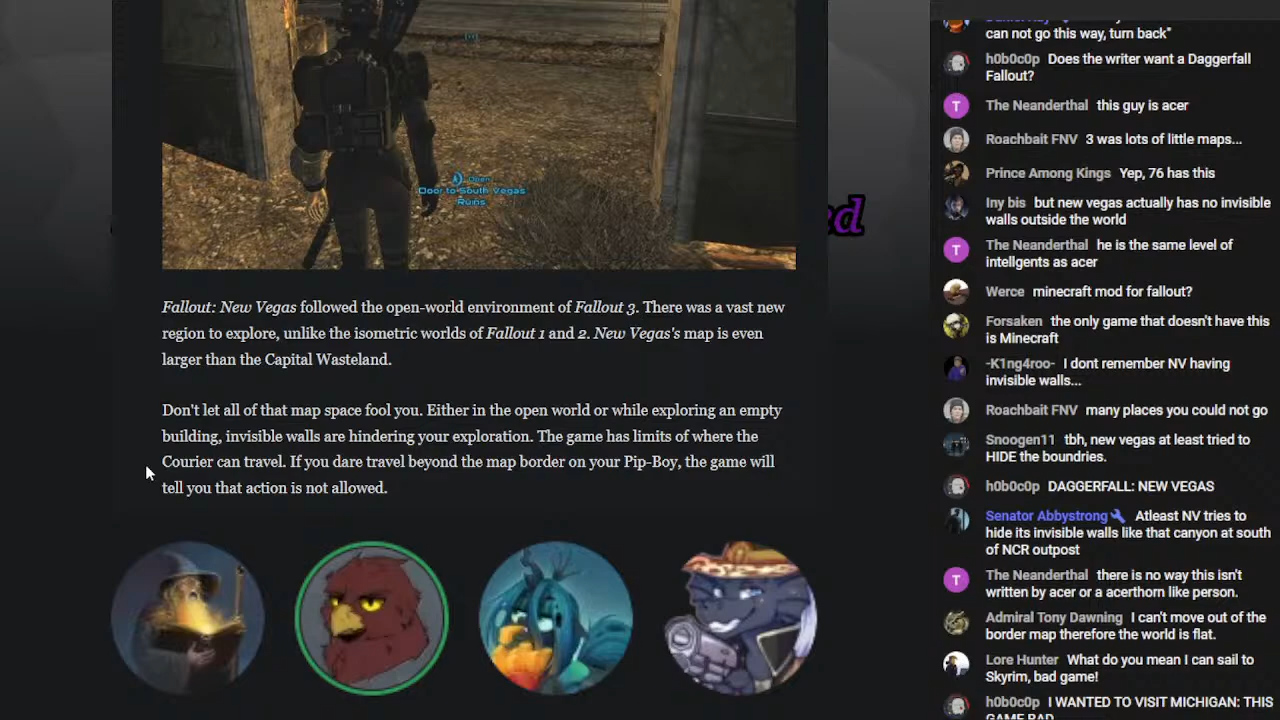 Open
Door to South Vegas
Ruins
ed
Fallout: New Vegas followed the open-world environment of Fallout 3. There was a vast new
region to explore, unlike the isometric worlds of Fallout 1 and 2. New Vegas's map is even
larger than the Capital Wasteland.
Don't let all of that map space fool you. Either in the open world or while exploring an empty
building, invisible walls are hindering your exploration. The game has limits of where the
Courier can travel. If you dare travel beyond the map border on your Pip-Boy, the game will
tell you that action is not allowed.
can not go this way, turn back"
h0b0c0p Does the writer want a Daggerfall
Fallout?
T The Neanderthal this guy is acer
Roachbait FNV 3 was lots of little maps...
Prince Among Kings Yep, 76 has this
Iny bis but new vegas actually has no invisible
walls outside the world
T The Neanderthal he is the same level of
intellgents as acer
Werce minecraft mod for fallout?
Forsaken the only game that doesn't have this
is Minecraft
-K1ng4roo- I dont remember NV having
invisible walls...
Roachbait FNV many places you could not go
Snoogen11 tbh, new vegas at least tried to
HIDE the boundries.
h0b0c0p DAGGERFALL: NEW VEGAS
Senator Abbystrong Atleast NV tries to
hide its invisible walls like that canyon at south
of NCR outpost
T The Neanderthal there is no way this isn't
written by acer or a acerthorn like person.
Admiral Tony Dawning I can't move out of the
border map therefore the world is flat.
Lore Hunter What do you mean I can sail to
Skyrim, bad game!
h0b0c0p I WANTED TO VISIT MICHIGAN: THIS
GAME BAD